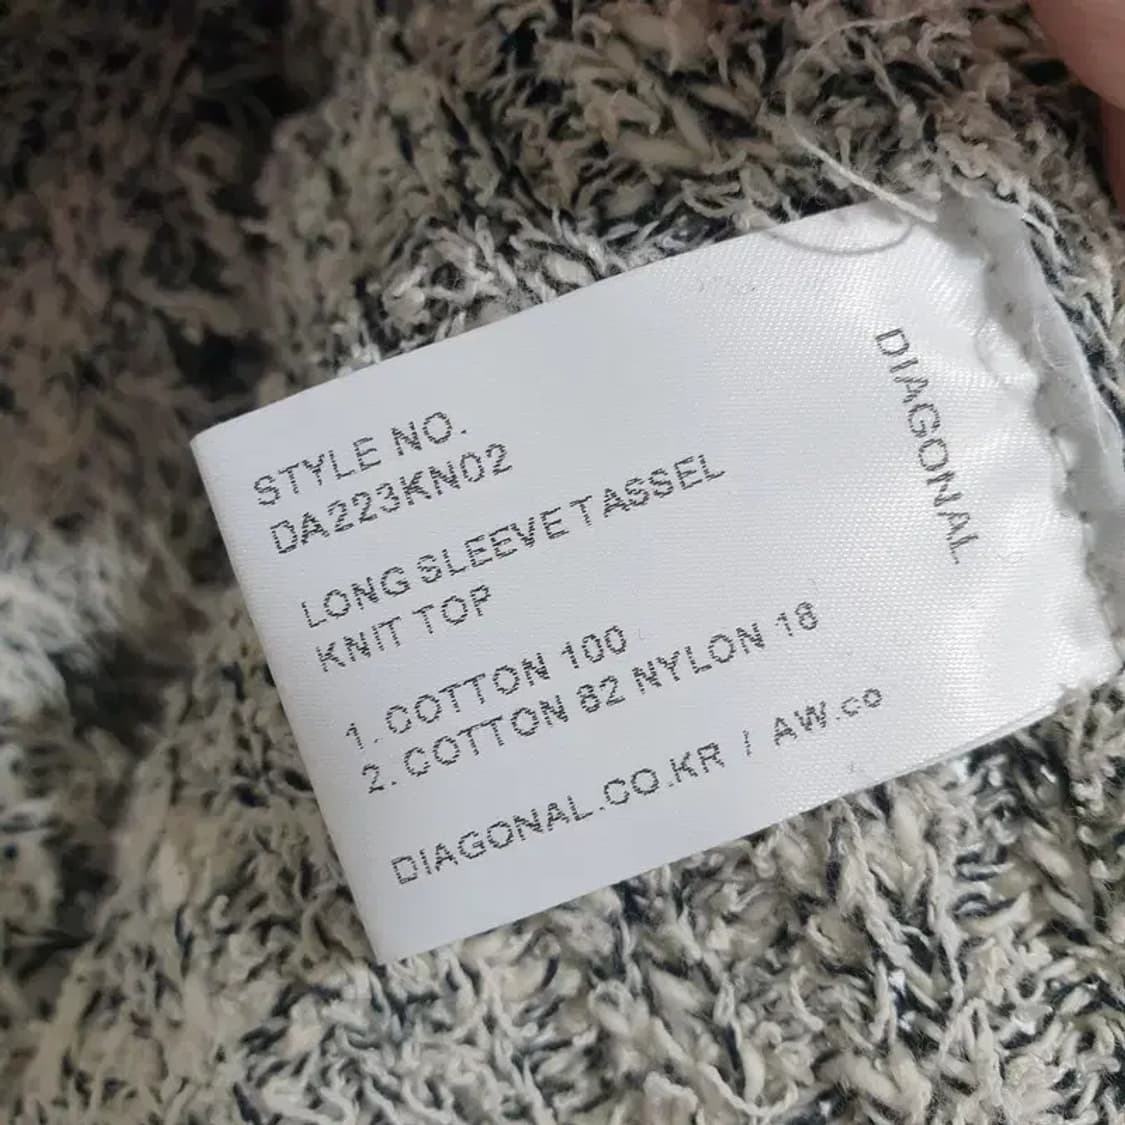 STYLE NO.
DA223KN02
LONG SLEEVE TASSEL
KNIT TOP
1. COTTON 100
2. COTTON 82 NYLON 18
DIAGONAL.CO.KR / AW.co
DIAGONAL